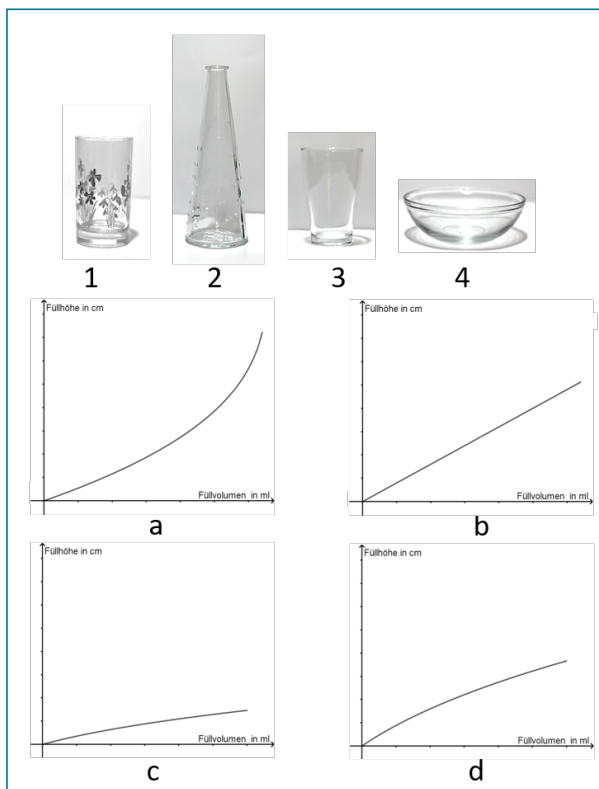 1 2 3 4
Füllhöhe in cm
Füllvolumen in ml
a
Füllhöhe in cm
Füllvolumen in ml
b
Füllhöhe in cm
Füllvolumen in ml
c
Füllhöhe in cm
Füllvolumen in ml
d